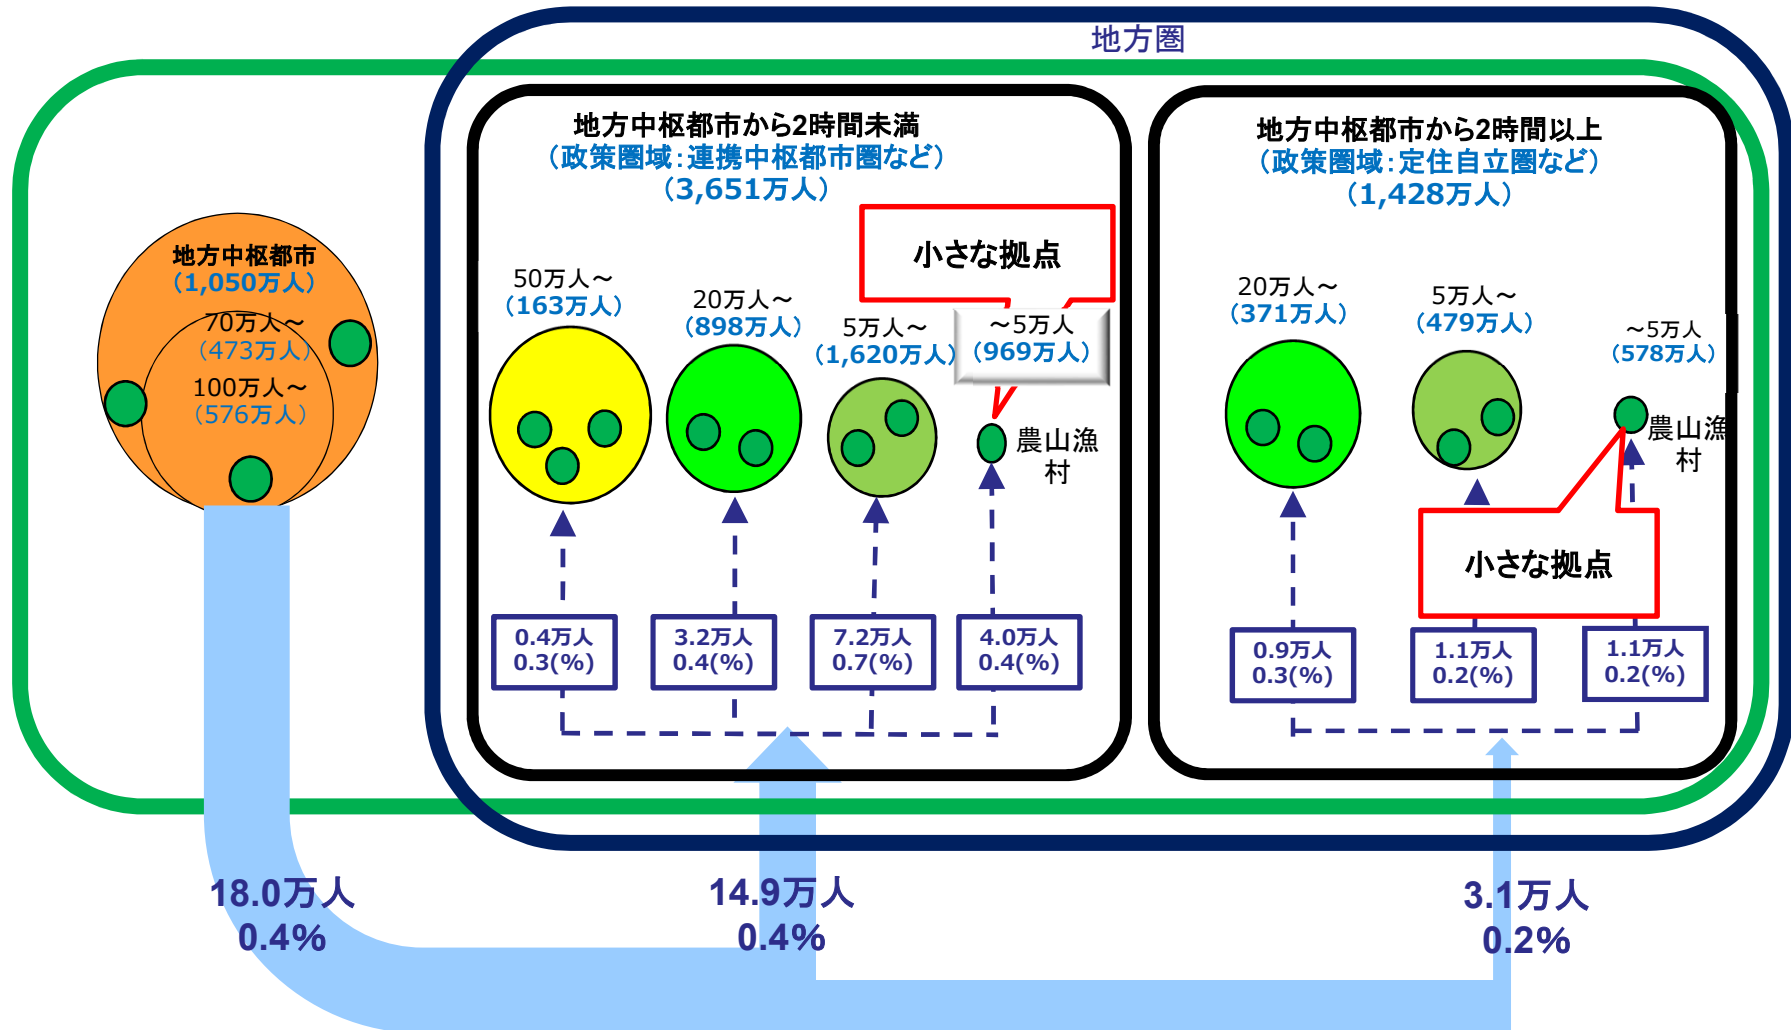 地方圏
地方中枢都市から2時間未満
（政策圏域：連携中枢都市圏など）
（3,651万人）
地方中枢都市から2時間以上
（政策圏域：定住自立圏など）
（1,428万人）
地方中枢都市
（1,050万人）
70万人～
（473万人）
100万人～
（576万人）
50万人～
（163万人）
20万人～
（898万人）
5万人～
（1,620万人）
小さな拠点
～5万人
（969万人）
農山漁
村
20万人～
（371万人）
5万人～
（479万人）
～5万人
（578万人）
農山漁
村
小さな拠点
0.4万人
0.3(%)
3.2万人
0.4(%)
7.2万人
0.7(%)
4.0万人
0.4(%)
0.9万人
0.3(%)
1.1万人
0.2(%)
1.1万人
0.2(%)
18.0万人
0.4%
14.9万人
0.4%
3.1万人
0.2%